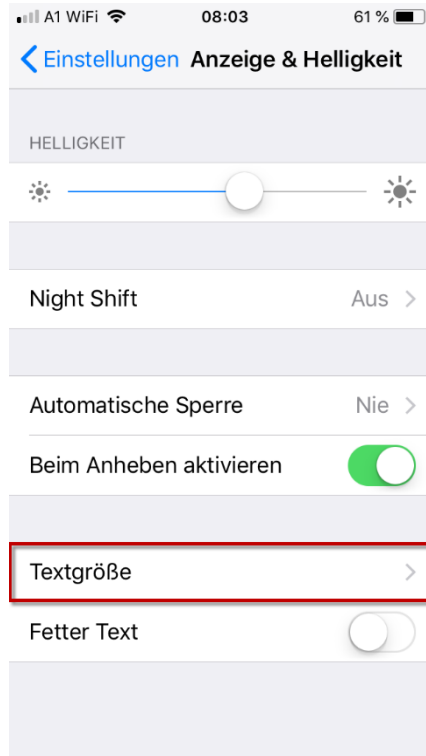 A1 WiFi 08:03 61 %
Einstellungen Anzeige & Helligkeit
HELLIGKEIT
Night Shift Aus
Automatische Sperre Nie
Beim Anheben aktivieren
Textgröße
Fetter Text